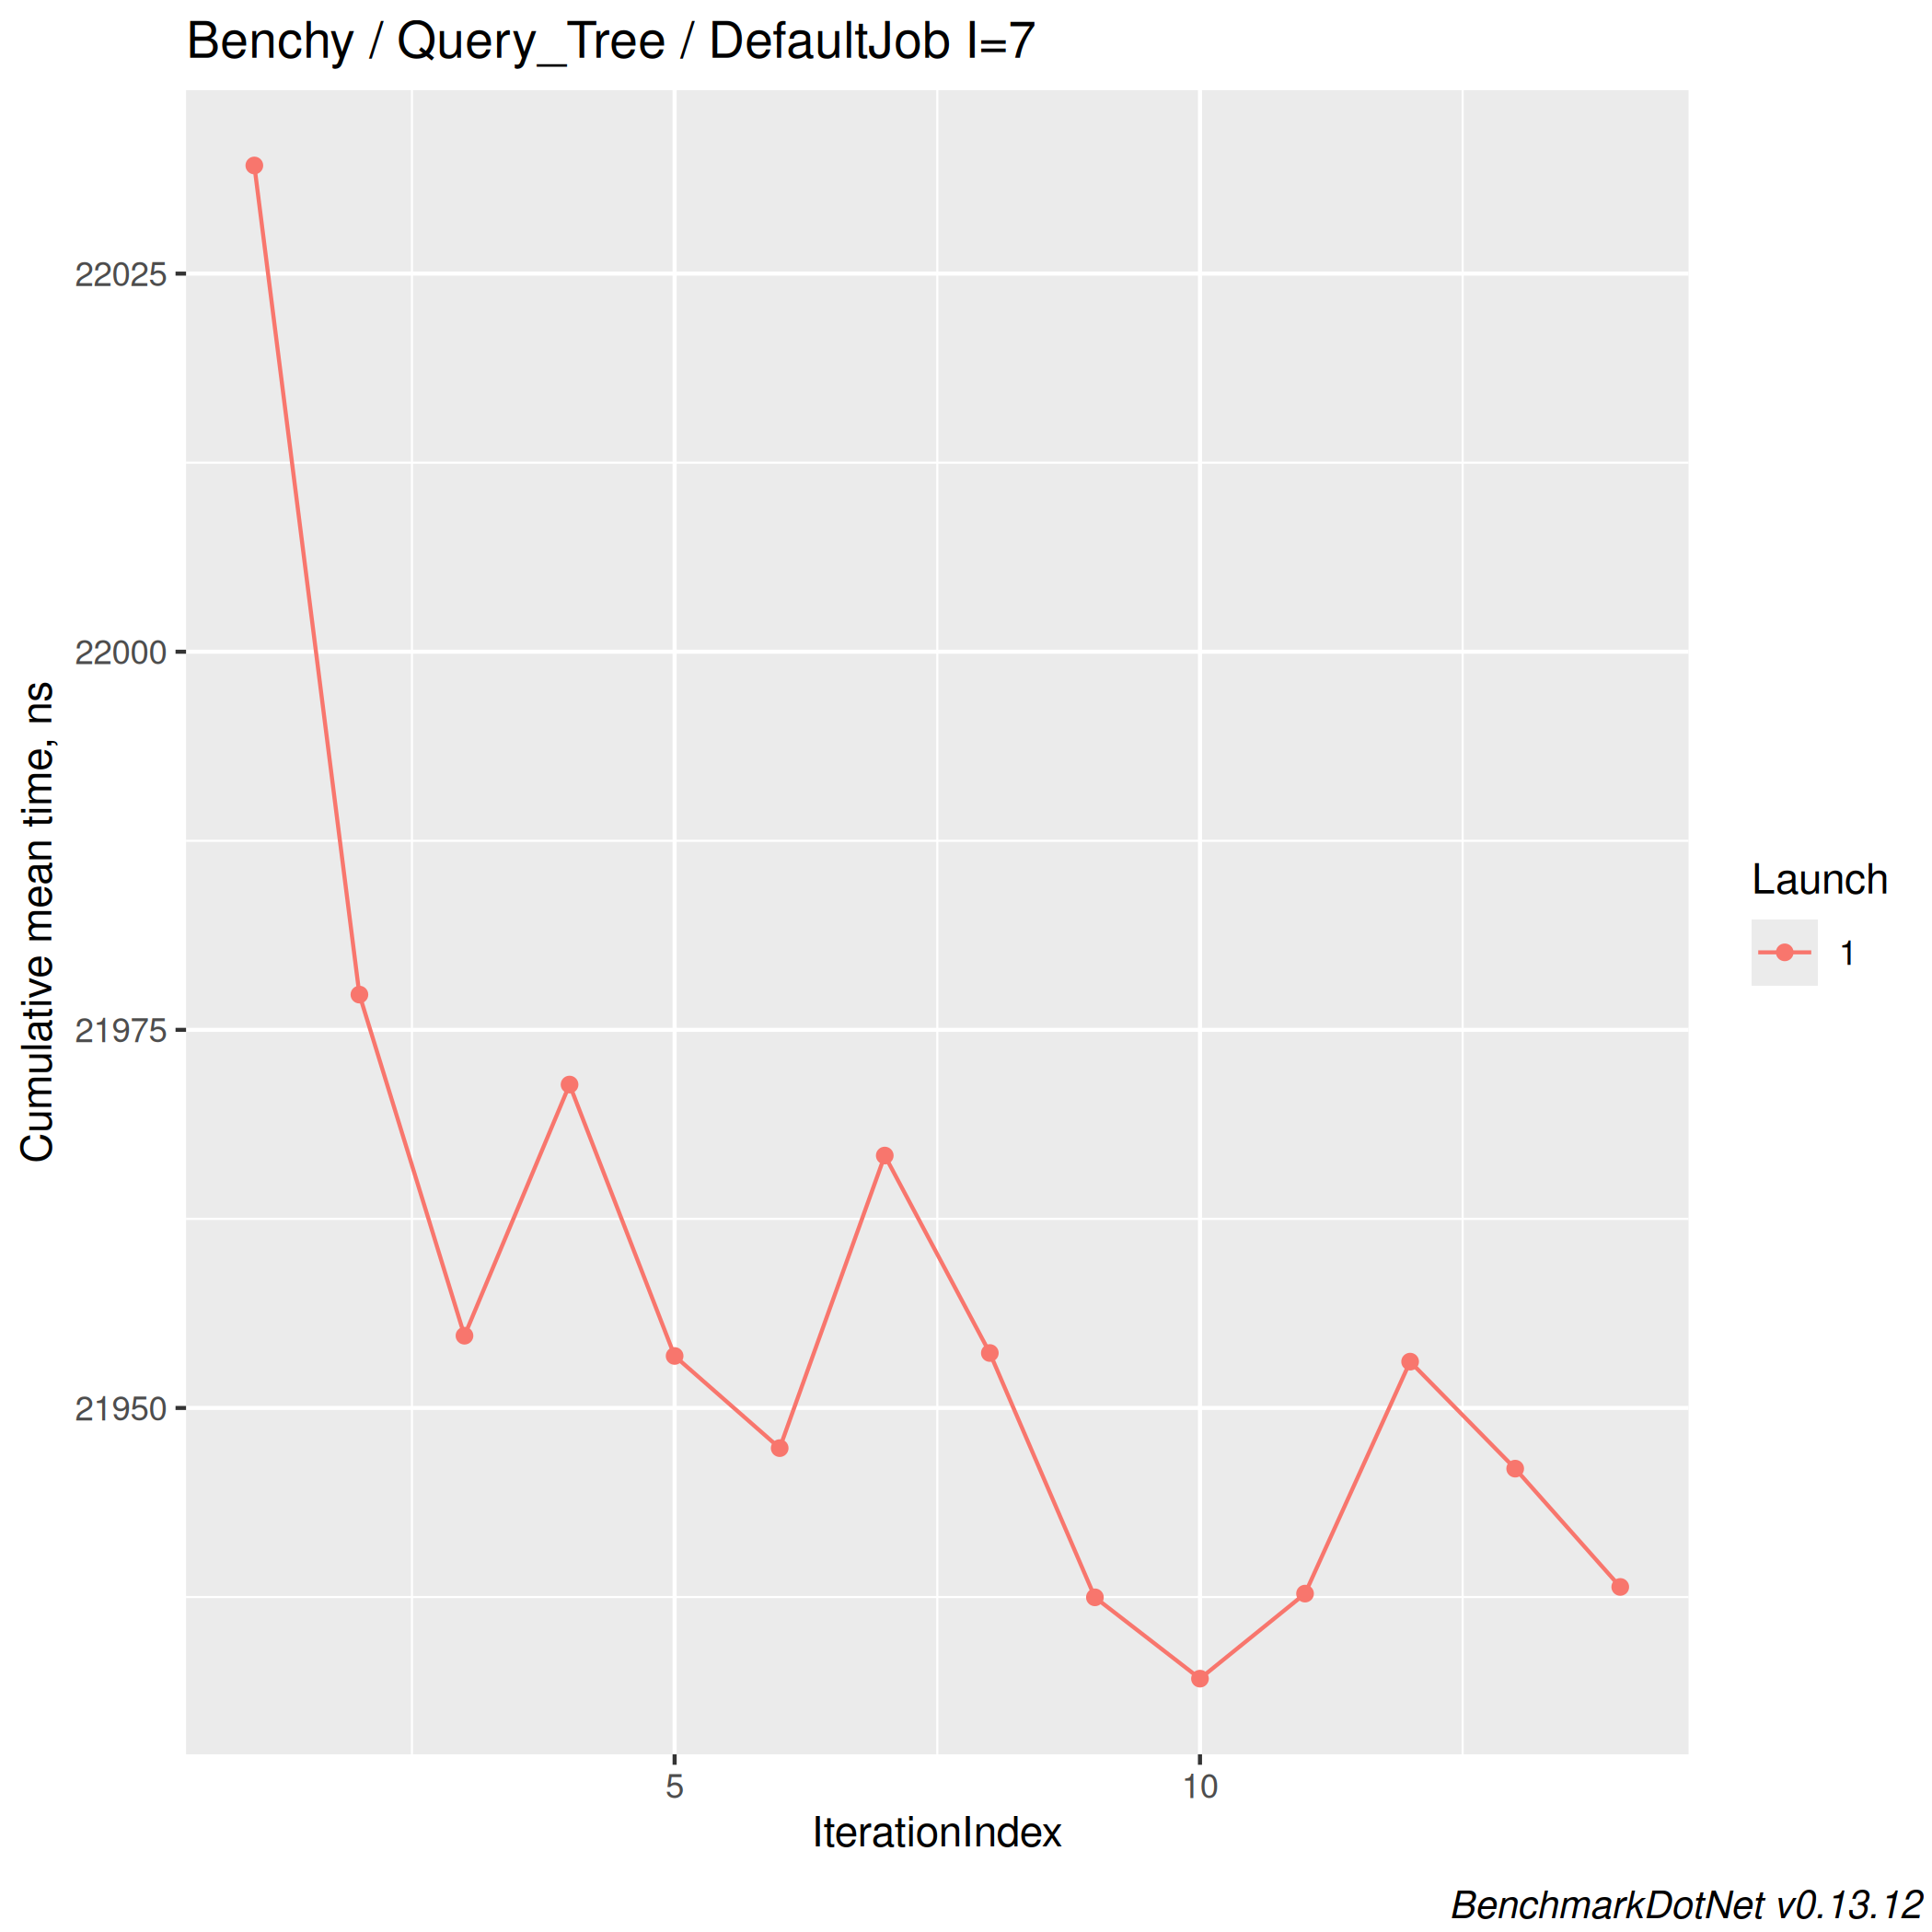 Benchy / Query_Tree / DefaultJob I=7
Cumulative mean time, ns
22025
22000
21975
21950
5
10
IterationIndex
Launch
1
BenchmarkDotNet v0.13.12